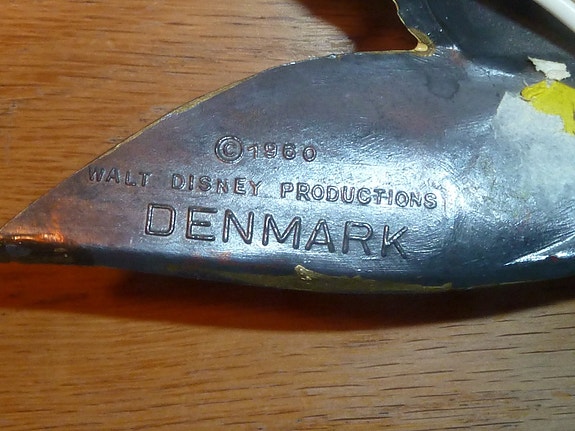 ©1960
WALT DISNEY PRODUCTIONS
DENMARK